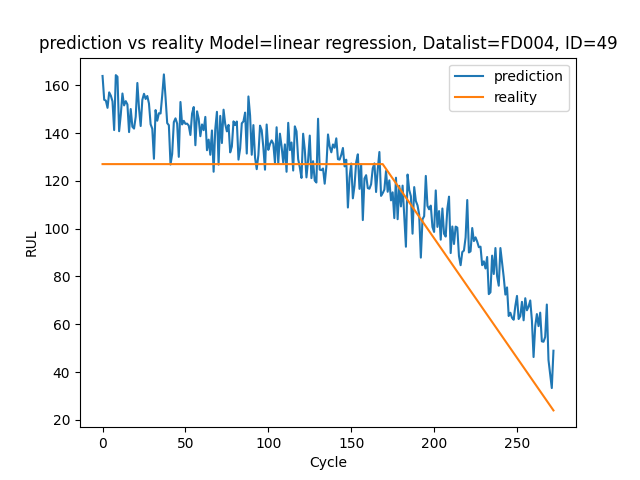 prediction vs reality Model=linear regression, Datalist=FD004, ID=49
prediction
reality
RUL
160
140
120
100
80
60
40
20
0
50
100
150
200
250
Cycle